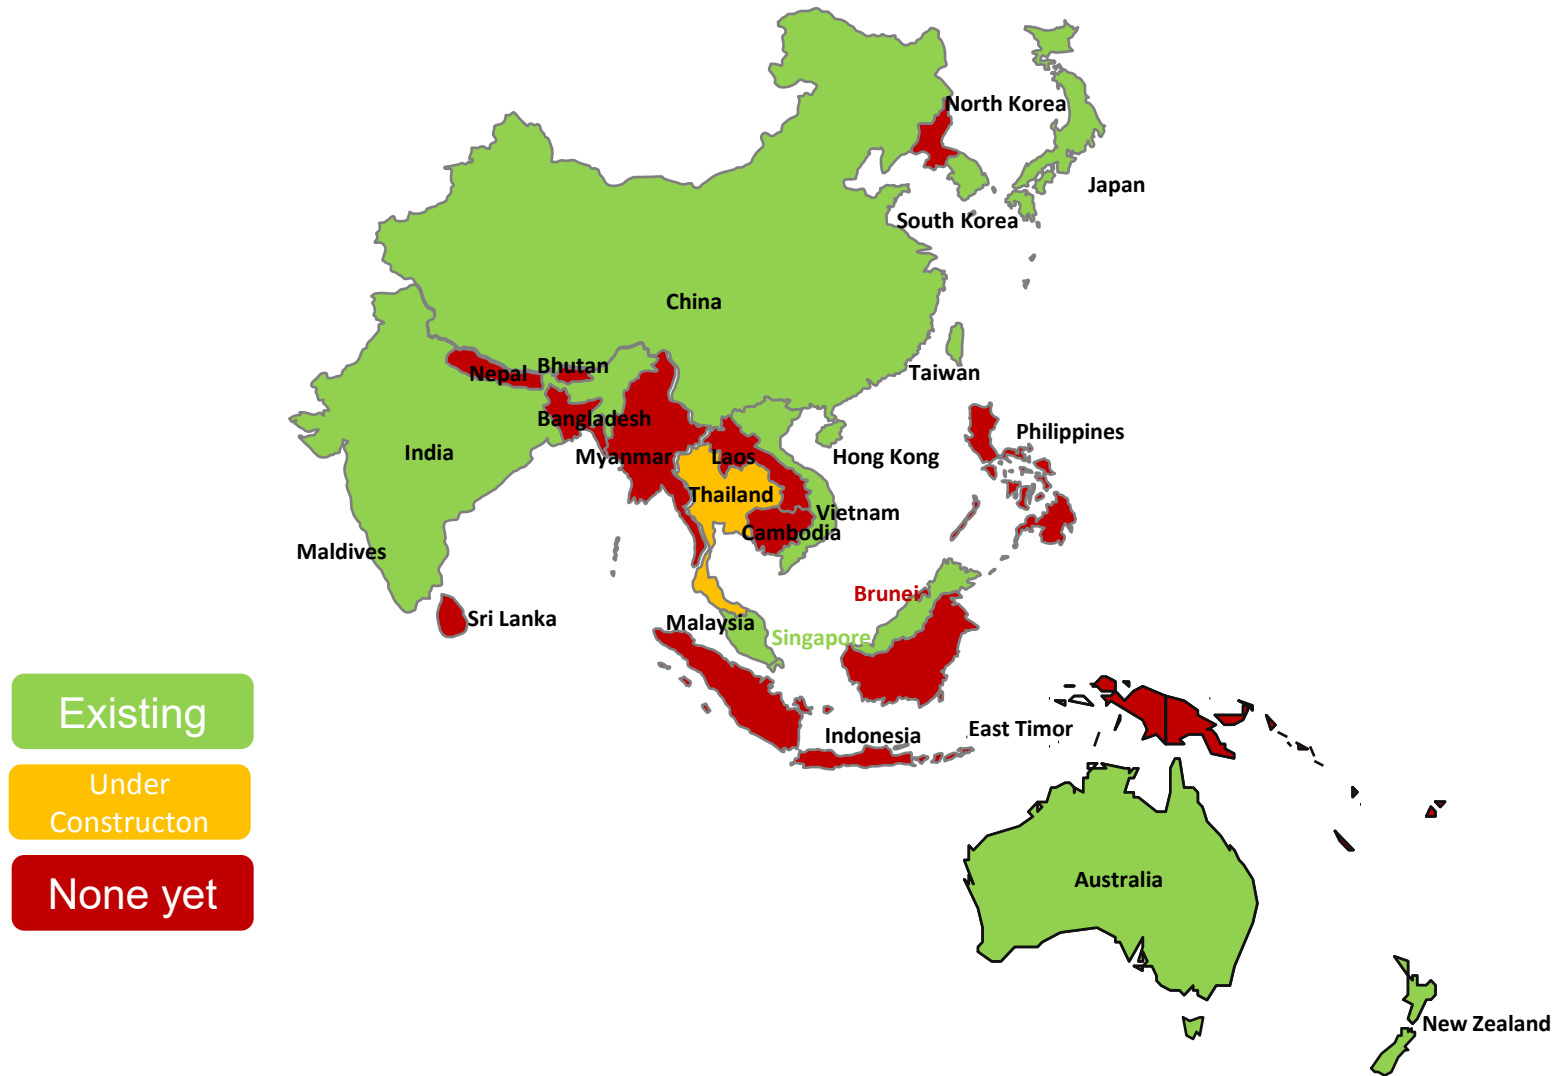 North Korea
Japan
South Korea
China
Taiwan
Bhutan
Nepal
Bangladesh
Philippines
India
Myanmar
Laos
Hong Kong
Thailand
Vietnam
Cambodia
Maldives
Brunei
Sri Lanka
Malaysia
Singapore
Existing
Indonesia
East Timor
Under
Constructon
None yet
Australia
New Zealand